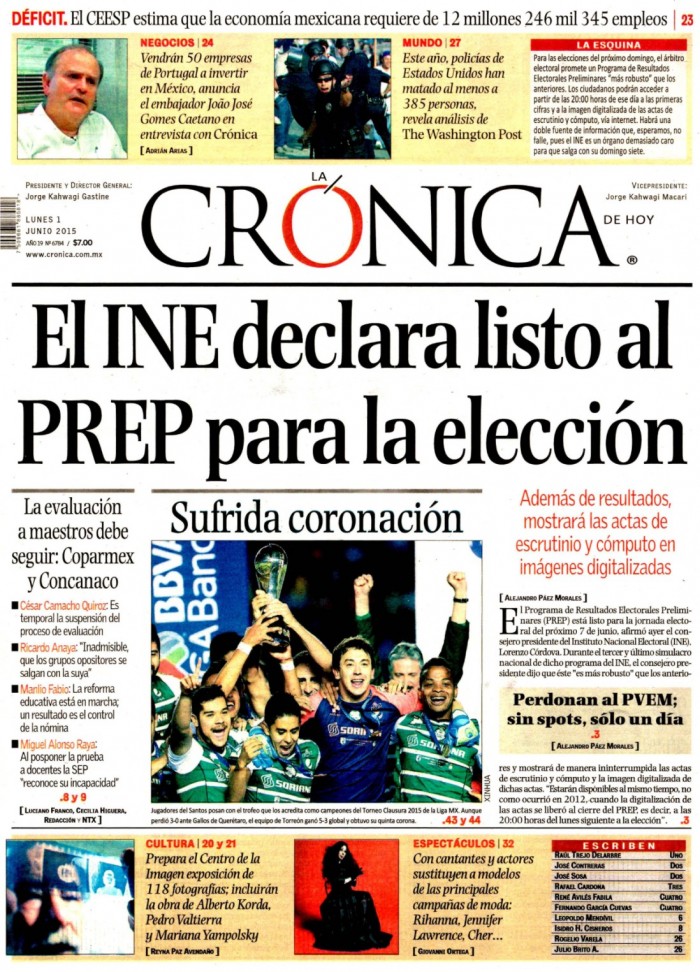 DÉFICIT. El CEESP estima que la economía mexicana requiere de 12 millones 246 mil 345 empleos | 23
NEGOCIOS | 24
Vendrán 50 empresas
de Portugal a invertir
en México, anuncia
el embajador João José
Gomes Caetano en
entrevista con Crónica
[ ADRIÁN ARIAS ]
MUNDO | 27
Este año, policías de
Estados Unidos han
matado al menos a
385 personas,
revela análisis de
The Washington Post
LA ESQUINA
Para las elecciones del próximo domingo, el árbitro
electoral promete un Programa de Resultados
Electorales Preliminares "más robusto" que los
anteriores. Los ciudadanos podrán acceder a
partir de las 20:00 horas de ese día a las primeras
cifras y a la imagen digitalizada de las actas de
escrutinio y cómputo, vía internet. Habrá una
doble fuente de información que, esperamos, no
falle, pues el INE es un órgano demasiado caro
para que salga con su domingo siete.
PRESIDENTE Y DIRECTOR GENERAL:
Jorge Kahwagi Gastine
LUNES 1
JUNIO 2015
AÑO 19 Nº 6784 / $7.00
www.cronica.com.mx
LA
CRÓNICA
DE HOY
®
VICEPRESIDENTE:
Jorge Kahwagi Macari
El INE declara listo al
PREP para la elección
La evaluación
a maestros debe
seguir: Coparmex
y Concanaco
César Camacho Quiroz: Es
temporal la suspensión del
proceso de evaluación
Ricardo Anaya: "Inadmisible,
que los grupos opositores se
salgan con la suya"
Manlio Fabio: La reforma
educativa está en marcha;
un resultado es el control
de la nómina
Miguel Alonso Raya:
Al posponer la prueba
a docentes la SEP
"reconoce su incapacidad"
.8 y 9
[ LUCIANO FRANCO, CECILIA HIGUERA,
REDACCIÓN Y NTX ]
Sufrida coronación
BBVA
Banc
SORIANA
XINHUA
Jugadores del Santos posan con el trofeo que los acredita como campeones del Torneo Clausura 2015 de la Liga MX. Aunque
perdió 3-0 ante Gallos de Querétaro, el equipo de Torreón ganó 5-3 global y obtuvo su quinta corona. .43 y 44
Además de resultados,
mostrará las actas de
escrutinio y cómputo en
imágenes digitalizadas
[ ALEJANDRO PÁEZ MORALES ]
El Programa de Resultados Electorales Prelimi-
nares (PREP) está listo para la jornada electo-
ral del próximo 7 de junio, afirmó ayer el con-
sejero presidente del Instituto Nacional Electoral (INE),
Lorenzo Córdova. Durante el tercer y último simulacro
nacional de dicho programa del INE, el consejero presi-
dente dijo que éste "es más robusto" que los anterio-
Perdonan al PVEM;
sin spots, sólo un día
.3
[ ALEJANDRO PÁEZ MORALES ]
res y mostrará de manera ininterrumpida las actas
de escrutinio y cómputo y la imagen digitalizada de
dichas actas. "Estarán disponibles al mismo tiempo, no
como ocurrió en 2012, cuando la digitalización de
las actas se liberó al cierre del PREP, es decir, a las
20:00 horas del lunes siguiente a la elección". .3
CULTURA | 20 y 21
Prepara el Centro de la
Imagen exposición de
118 fotografías; incluirán
la obra de Alberto Korda,
Pedro Valtierra
y Mariana Yampolsky
[ REYNA PAZ AVENDAÑO ]
ESPECTÁCULOS | 32
Con cantantes y actores
sustituyen a modelos de
las principales
campañas de moda:
Rihanna, Jennifer
Lawrence, Cher...
[ GIOVANNI ORTEGA ]
ESCRIBEN
RAÚL TREJO DELARBRE UNO
JOSÉ CONTRERAS DOS
JOSÉ SOSA DOS
RAFAEL CARDONA TRES
RENÉ AVILÉS FABILA CUATRO
FERNANDO GARCÍA CUEVAS CUATRO
LEOPOLDO MENDÍVIL 6
ISIDRO H. CISNEROS 8
ROGELIO VARELA 26
JULIO BRITO A. 26